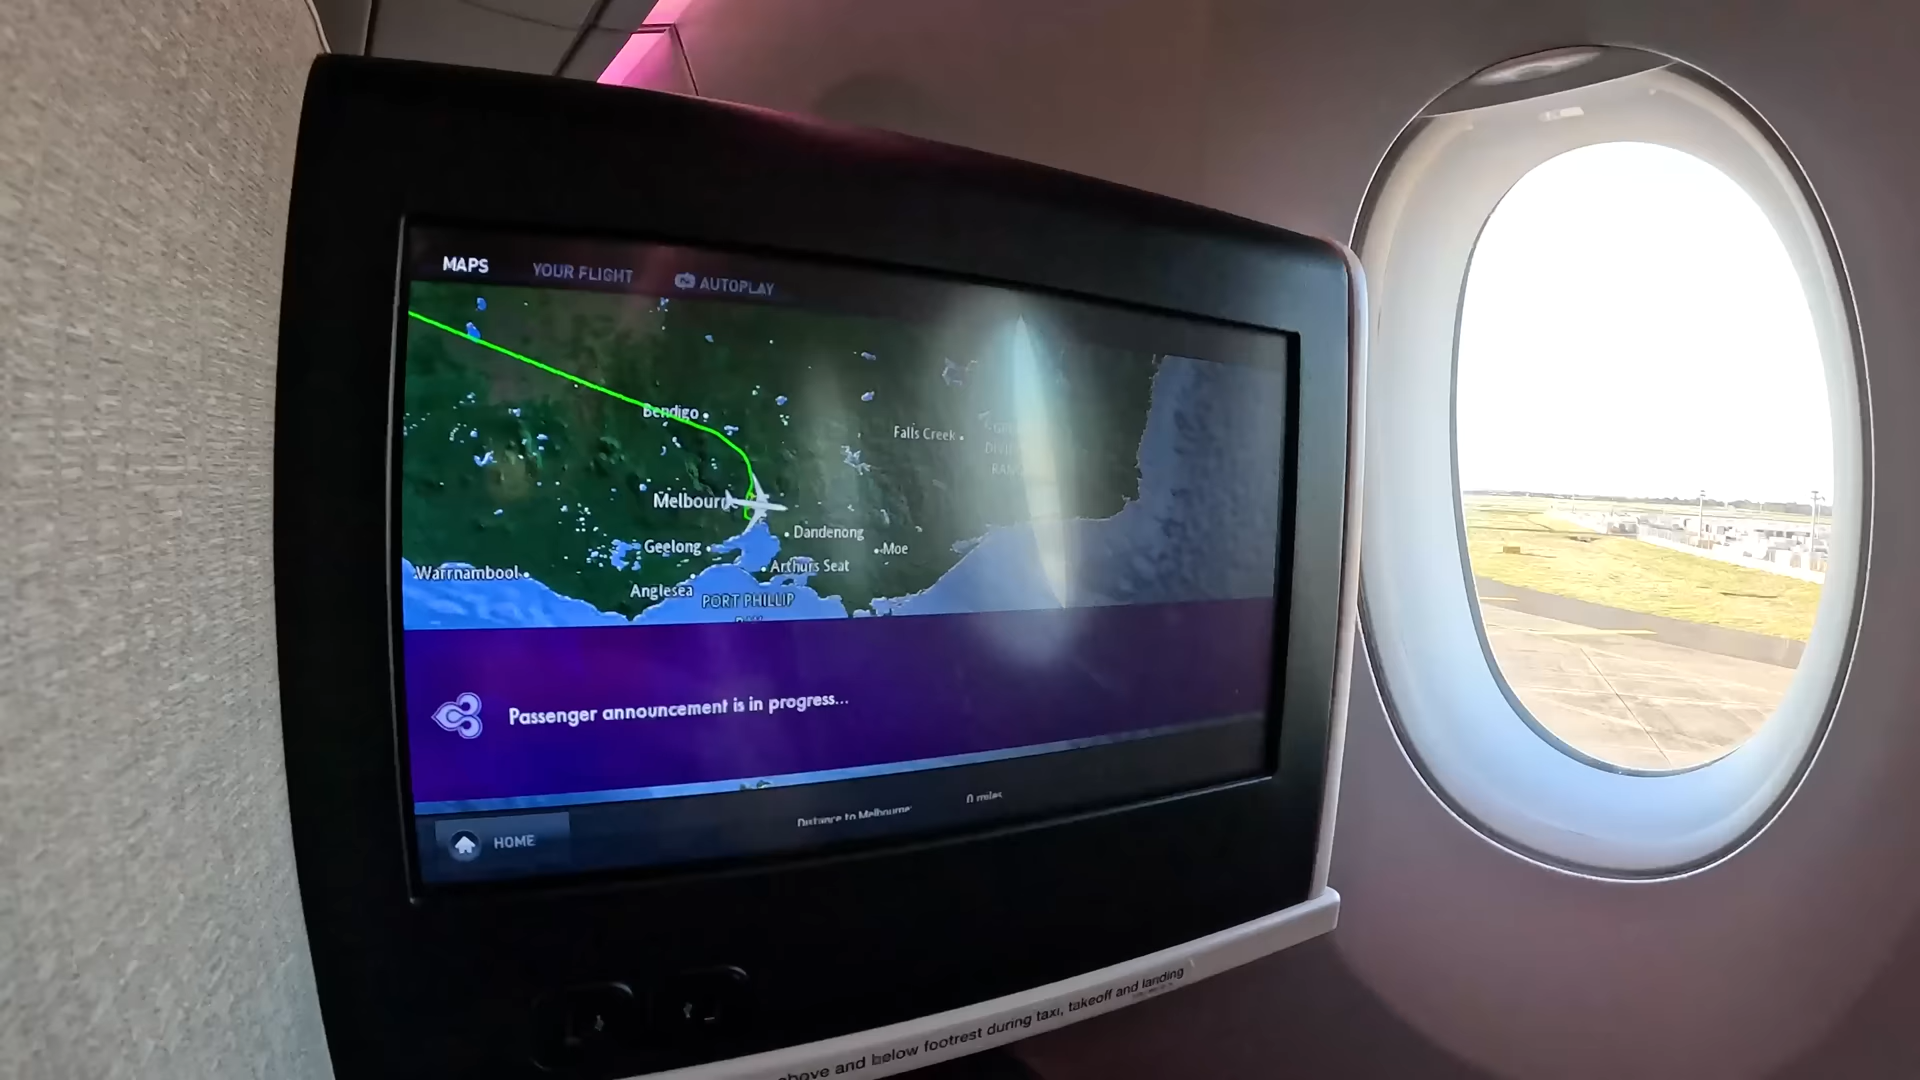 MAPS YOUR FLIGHT AUTOPLAY
Bendigo
Falls Creek
Melbourne
Dandenong
Geelong
Moe
Arthurs Seat
Warrnambool
Anglesea
PORT PHILLIP
Passenger announcement is in progress...
Distance to Melbourne: 0 miles
HOME
above and below footrest during taxi, takeoff and landing